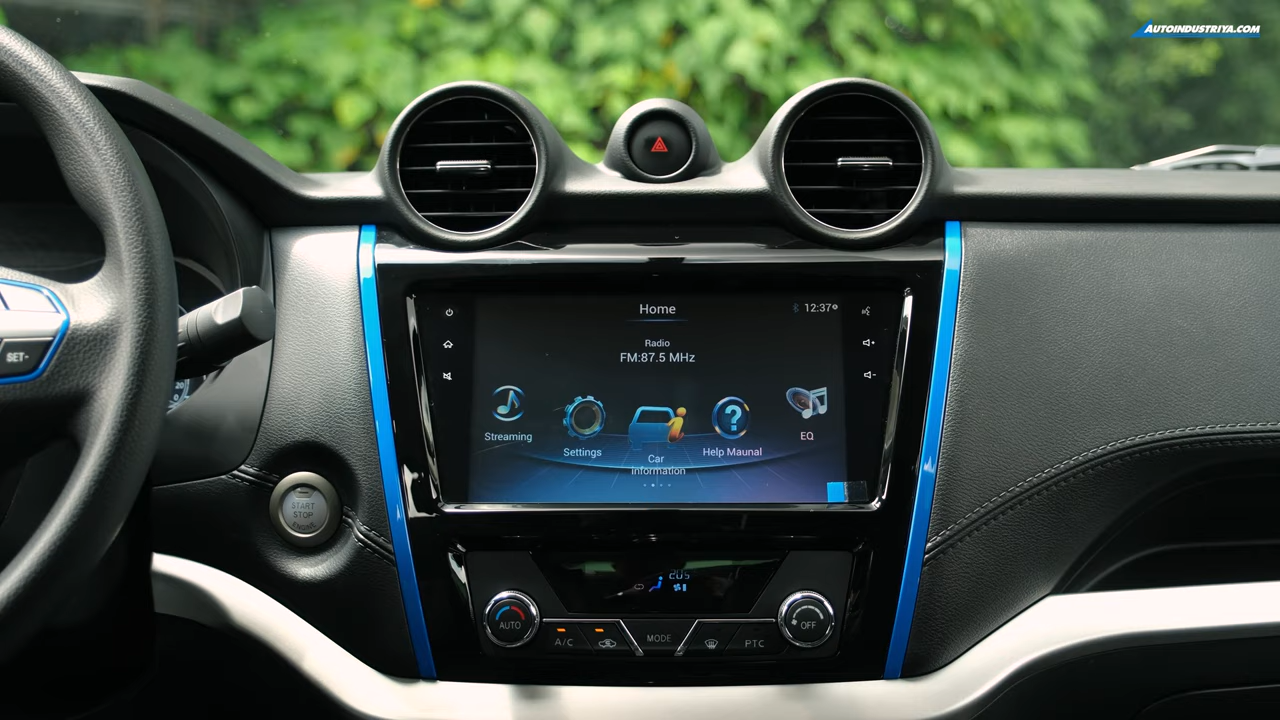 AUTOINDUSTRIYA.COM
Home
12:37
Radio
FM:87.5 MHz
Streaming
Settings
Car
Information
Help Maunal
EQ
SET-
START
STOP
20
AUTO
A/C
MODE
PTC
OFF